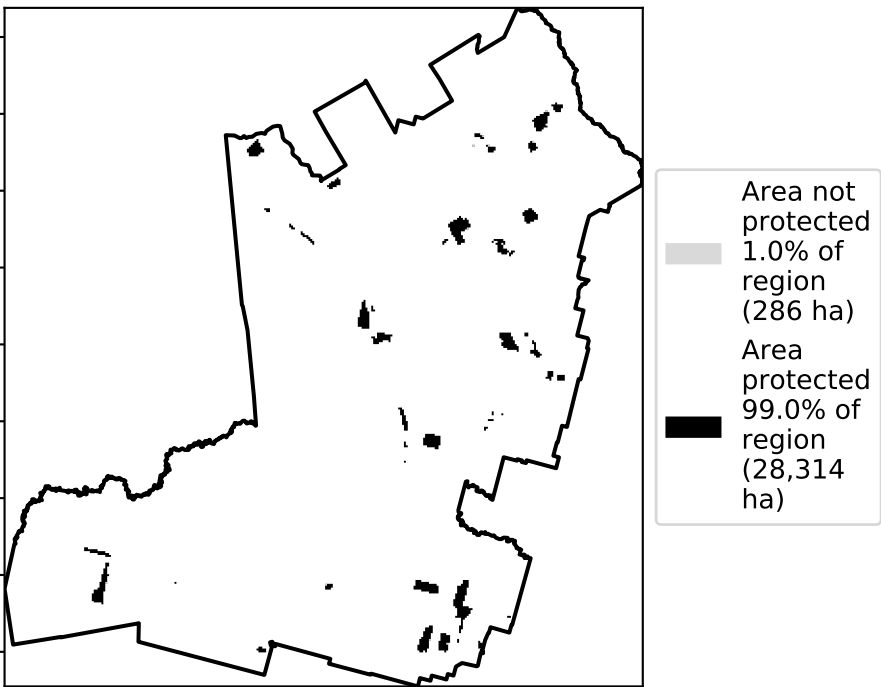 Area not
protected
1.0% of
region
(286 ha)
Area
protected
99.0% of
region
(28,314
ha)